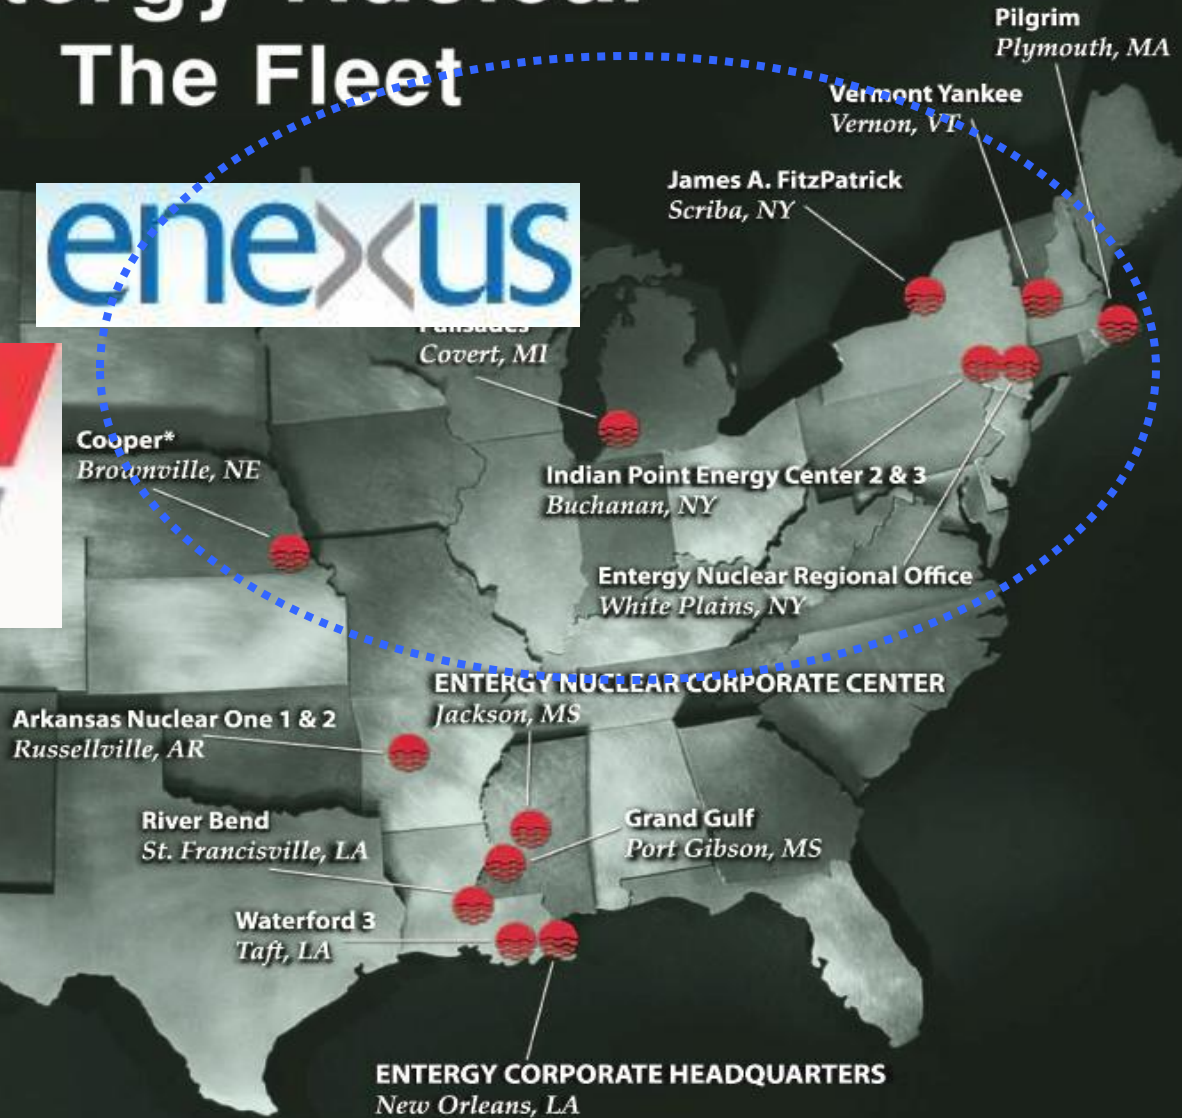 The Fleet
Pilgrim
Plymouth, MA
Vermont Yankee
Vernon, VT
James A. FitzPatrick
Scriba, NY
enexus
Palisades
Covert, MI
Cooper*
Brownville, NE
Indian Point Energy Center 2 & 3
Buchanan, NY
Entergy Nuclear Regional Office
White Plains, NY
ENTERGY NUCLEAR CORPORATE CENTER
Jackson, MS
Arkansas Nuclear One 1 & 2
Russellville, AR
River Bend
St. Francisville, LA
Grand Gulf
Port Gibson, MS
Waterford 3
Taft, LA
ENTERGY CORPORATE HEADQUARTERS
New Orleans, LA